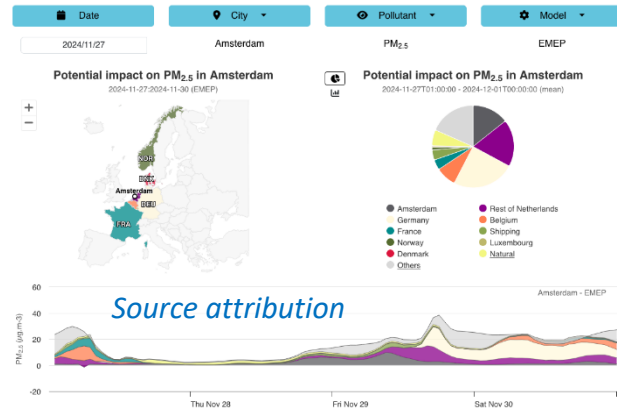 Date
City
Pollutant
Model
2024/11/27
Amsterdam
PM2.5
EMEP
Potential impact on PM2.5 in Amsterdam
2024-11-27:2024-11-30 (EMEP)
+
−
NOR
DNK
Amsterdam
DEU
FRA
Potential impact on PM2.5 in Amsterdam
2024-11-27T01:00:00 - 2024-12-01T00:00:00 (mean)
Amsterdam
Rest of Netherlands
Germany
Belgium
France
Shipping
Norway
Luxembourg
Denmark
Natural
Others
Source attribution
Amsterdam - EMEP
PM2.5 (µg.m-3)
60
40
20
0
-20
Thu Nov 28
Fri Nov 29
Sat Nov 30